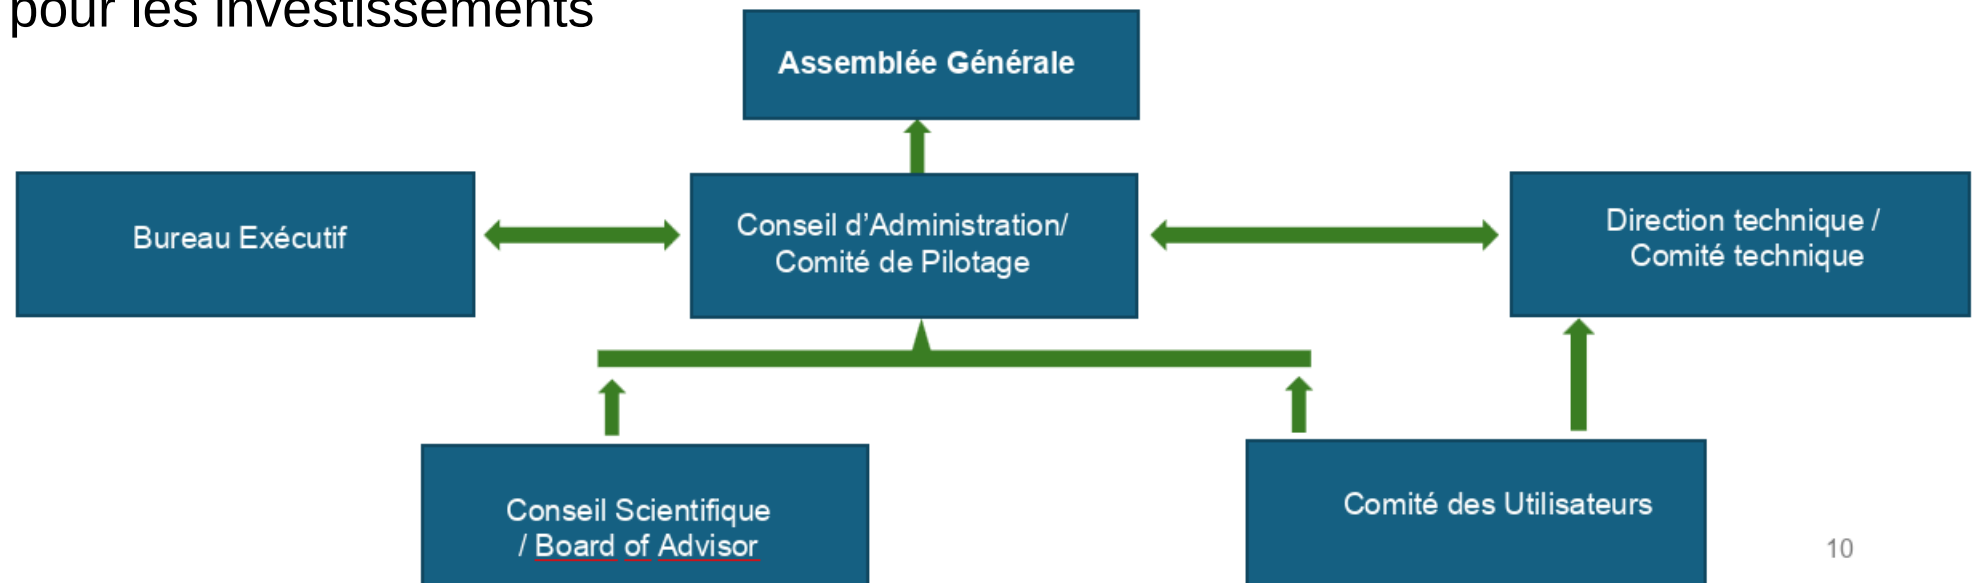 pour les investissements
Assemblée Générale
Bureau Exécutif
Conseil d’Administration/
Comité de Pilotage
Direction technique /
Comité technique
Conseil Scientifique
/ Board of Advisor
Comité des Utilisateurs
10